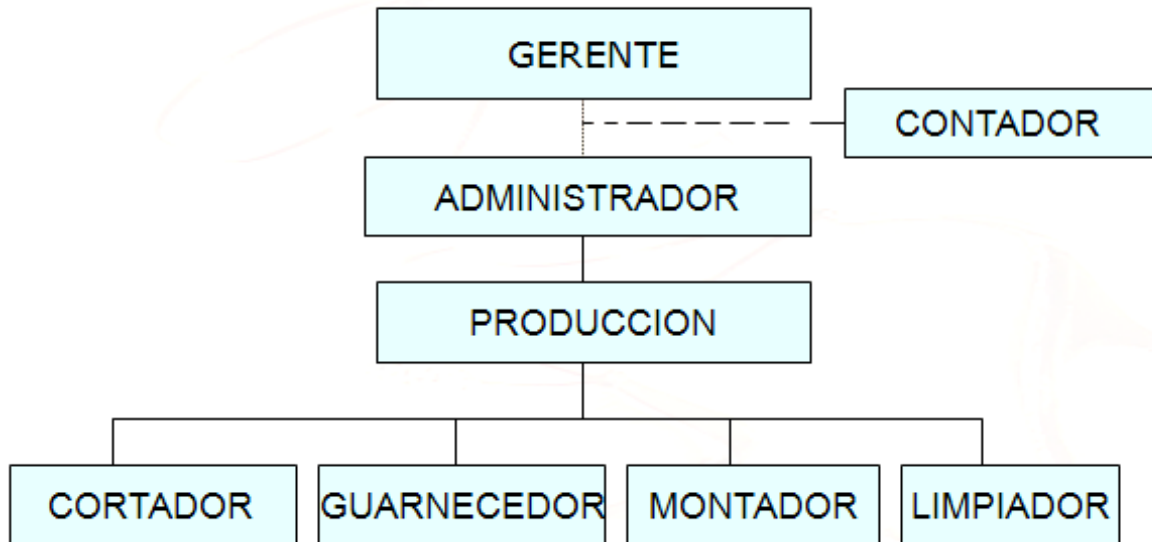 GERENTE
CONTADOR
ADMINISTRADOR
PRODUCCION
CORTADOR
GUARNECEDOR
MONTADOR
LIMPIADOR